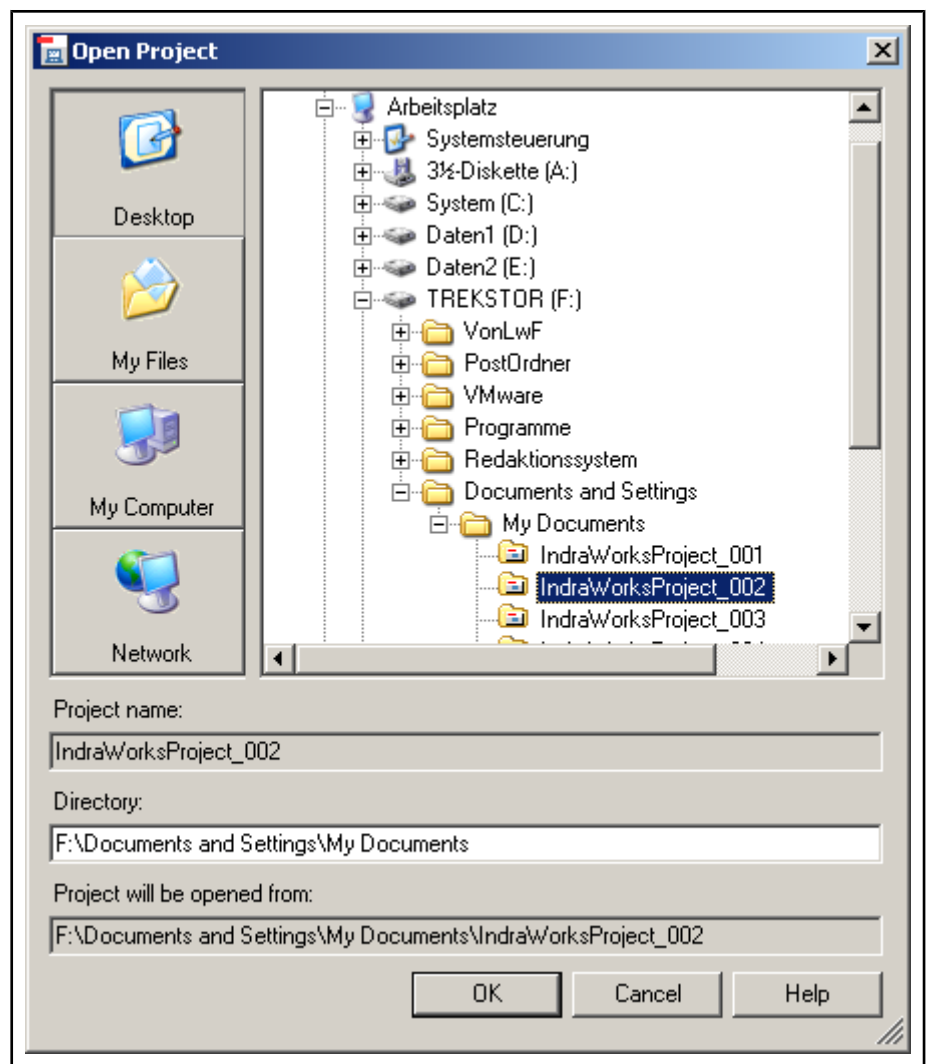 Open Project
Desktop
My Files
My Computer
Network
Arbeitsplatz
Systemsteuerung
3½-Diskette (A:)
System (C:)
Daten1 (D:)
Daten2 (E:)
TREKSTOR (F:)
VonLwF
PostOrdner
VMware
Programme
Redaktionssystem
Documents and Settings
My Documents
IndraWorksProject_001
IndraWorksProject_002
IndraWorksProject_003
Project name:
IndraWorksProject_002
Directory:
F:\Documents and Settings\My Documents
Project will be opened from:
F:\Documents and Settings\My Documents\IndraWorksProject_002
OK Cancel Help